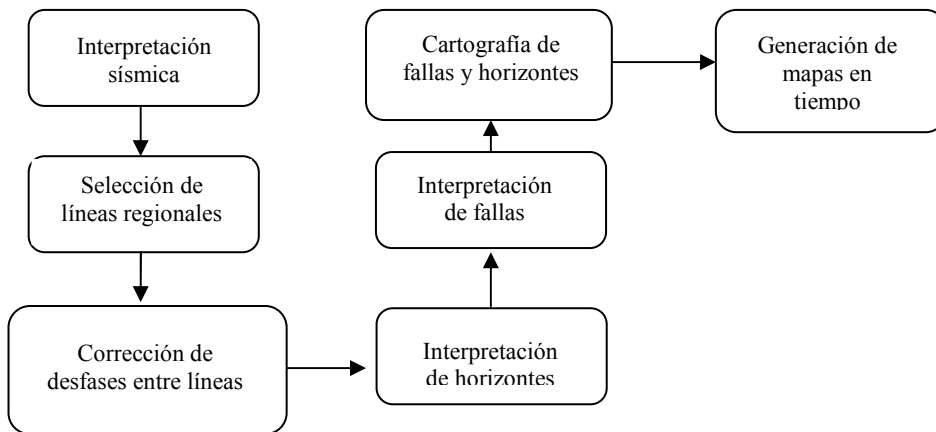 Interpretación
sísmica
Selección de
líneas regionales
Corrección de
desfases entre líneas
Interpretación
de horizontes
Interpretación
de fallas
Cartografía de
fallas y horizontes
Generación de
mapas en
tiempo